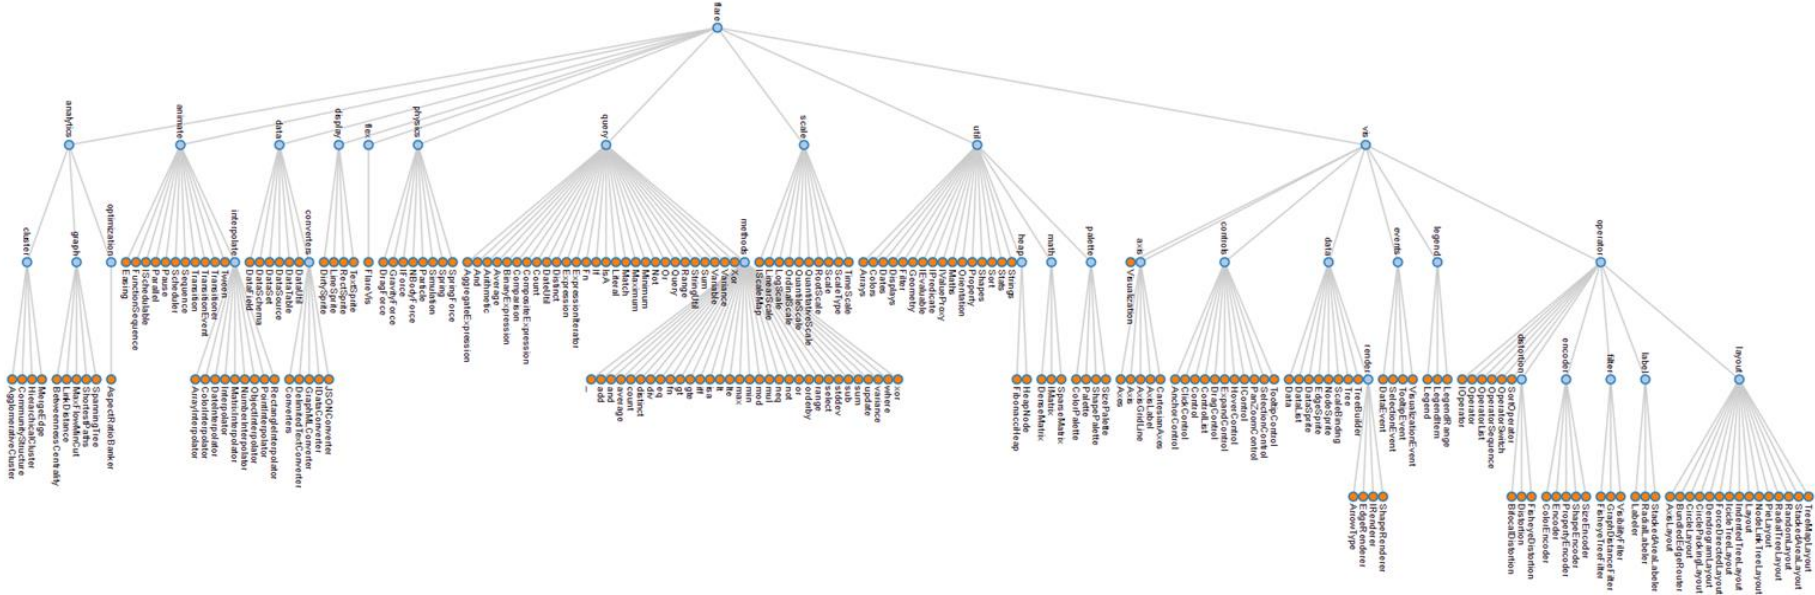 flare
analytics
animate
data
display
flex
physics
query
scale
util
vis
cluster
graph
optimization
Easing
FunctionSequence
ISchedulable
Parallel
Pause
Scheduler
Sequence
Transition
TransitionEvent
Transitioner
Tween
interpolate
DataField
DataSchema
DataSet
DataSource
DataTable
DataUtil
converters
DirtySprite
LineSprite
RectSprite
TextSprite
FlareVis
DragForce
GravityForce
IForce
NBodyForce
Particle
Simulation
Spring
SpringForce
AggregateExpression
And
Arithmetic
Average
BinaryExpression
Comparison
CompositeExpression
Count
DateUtil
Distinct
Expression
ExpressionIterator
Fn
If
IsA
Literal
Match
Maximum
Minimum
Not
Or
Query
Range
StringUtil
Sum
Variable
Variance
Xor
methods
IScaleMap
LinearScale
LogScale
OrdinalScale
QuantileScale
QuantitativeScale
RootScale
Scale
ScaleType
TimeScale
Arrays
Colors
Dates
Displays
Filter
Geometry
IEvaluable
IPredicate
IValueProxy
Maths
Orientation
Property
Shapes
Sort
Stats
Strings
heap
math
palette
Visualization
axis
controls
data
events
legend
operator
AgglomerativeCluster
CommunityStructure
HierarchicalCluster
MergeEdge
BetweennessCentrality
LinkDistance
MaxFlowMinCut
ShortestPaths
SpanningTree
AspectRatioBanker
ArrayInterpolator
ColorInterpolator
DateInterpolator
Interpolator
MatrixInterpolator
NumberInterpolator
ObjectInterpolator
PointInterpolator
RectangleInterpolator
Converters
DelimitedTextConverter
GraphMLConverter
IDataConverter
JSONConverter
_
add
and
average
count
distinct
div
eq
fn
gt
gte
iff
isa
lt
lte
max
min
mod
mul
neq
not
or
orderby
range
select
stddev
sub
sum
update
variance
where
xor
FibonacciHeap
HeapNode
DenseMatrix
IMatrix
SparseMatrix
ColorPalette
Palette
ShapePalette
SizePalette
Axes
Axis
AxisGridLine
AxisLabel
CartesianAxes
AnchorControl
ClickControl
Control
ControlList
DragControl
ExpandControl
HoverControl
IControl
PanZoomControl
SelectionControl
TooltipControl
Data
DataList
DataSprite
EdgeSprite
NodeSprite
ScaleBinding
Tree
TreeBuilder
render
DataEvent
SelectionEvent
TooltipEvent
VisualizationEvent
Legend
LegendItem
LegendRange
IOperator
Operator
OperatorList
OperatorSequence
OperatorSwitch
SortOperator
distortion
encoder
filter
label
layout
ArrowType
EdgeRenderer
IRenderer
ShapeRenderer
BifocalDistortion
Distortion
FisheyeDistortion
ColorEncoder
Encoder
PropertyEncoder
ShapeEncoder
SizeEncoder
FisheyeTreeFilter
GraphDistanceFilter
VisibilityFilter
Labeler
RadialLabeler
StackedAreaLabeler
AxisLayout
BundledEdgeRouter
CircleLayout
CirclePackingLayout
DendrogramLayout
ForceDirectedLayout
IcicleTreeLayout
IndentedTreeLayout
Layout
NodeLinkTreeLayout
PieLayout
RadialTreeLayout
RandomLayout
StackedAreaLayout
TreeMapLayout